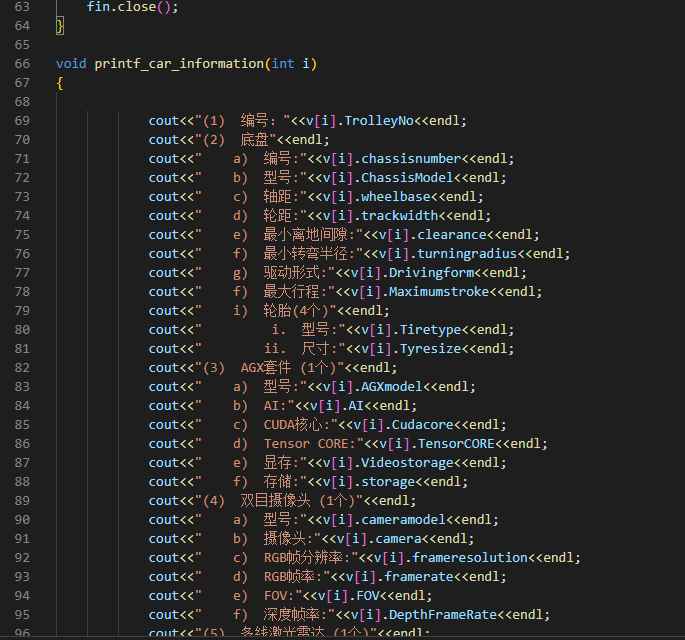 63 fin.close();
64 }
65
66 void printf_car_information(int i)
67 {
68
69 cout<<"(1)  编号："<<v[i].TrolleyNo<<endl;
70 cout<<"(2)  底盘"<<endl;
71 cout<<"    a)  编号:"<<v[i].chassisnumber<<endl;
72 cout<<"    b)  型号:"<<v[i].ChassisModel<<endl;
73 cout<<"    c)  轴距:"<<v[i].wheelbase<<endl;
74 cout<<"    d)  轮距:"<<v[i].trackwidth<<endl;
75 cout<<"    e)  最小离地间隙:"<<v[i].clearance<<endl;
76 cout<<"    f)  最小转弯半径:"<<v[i].turningradius<<endl;
77 cout<<"    g)  驱动形式:"<<v[i].Drivingform<<endl;
78 cout<<"    f)  最大行程:"<<v[i].Maximumstroke<<endl;
79 cout<<"    i)  轮胎(4个)"<<endl;
80 cout<<"         i.  型号:"<<v[i].Tiretype<<endl;
81 cout<<"        ii.  尺寸:"<<v[i].Tyresize<<endl;
82 cout<<"(3)  AGX套件 (1个)"<<endl;
83 cout<<"    a)  型号:"<<v[i].AGXmodel<<endl;
84 cout<<"    b)  AI:"<<v[i].AI<<endl;
85 cout<<"    c)  CUDA核心:"<<v[i].Cudacore<<endl;
86 cout<<"    d)  Tensor CORE:"<<v[i].TensorCORE<<endl;
87 cout<<"    e)  显存:"<<v[i].Videostorage<<endl;
88 cout<<"    f)  存储:"<<v[i].storage<<endl;
89 cout<<"(4)  双目摄像头 (1个)"<<endl;
90 cout<<"    a)  型号:"<<v[i].cameramodel<<endl;
91 cout<<"    b)  摄像头:"<<v[i].camera<<endl;
92 cout<<"    c)  RGB帧分辨率:"<<v[i].frameresolution<<endl;
93 cout<<"    d)  RGB帧率:"<<v[i].framerate<<endl;
94 cout<<"    e)  FOV:"<<v[i].FOV<<endl;
95 cout<<"    f)  深度帧率:"<<v[i].DepthFrameRate<<endl;
96 cout<<"(5)  多线激光雷达 (1个)"<<endl;